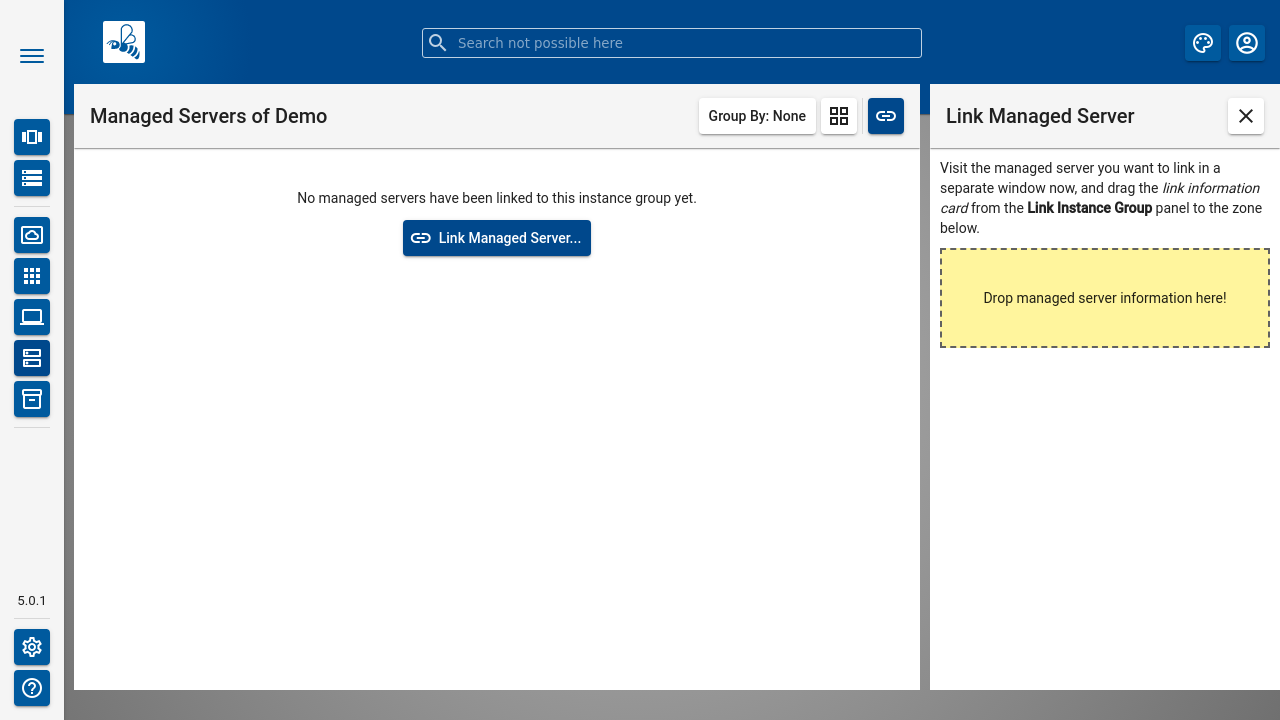 Search not possible here
Managed Servers of Demo
Group By: None
Link Managed Server
No managed servers have been linked to this instance group yet.
Link Managed Server...
Visit the managed server you want to link in a
separate window now, and drag the link information
card from the Link Instance Group panel to the zone
below.
Drop managed server information here!
5.0.1